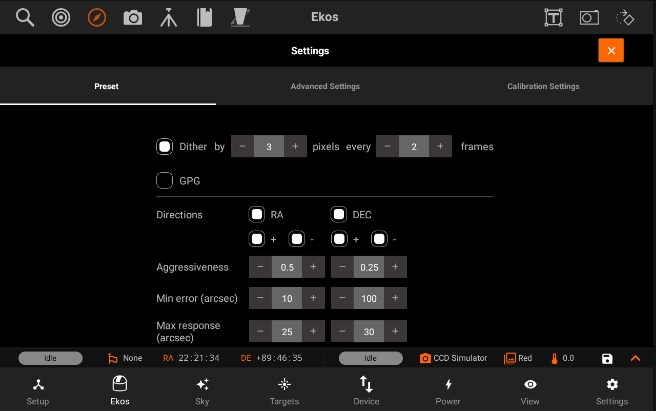 Ekos
Settings
Preset Advanced Settings Calibration Settings
Dither by - 3 + pixels every - 2 + frames
GPG
Directions RA DEC
+ - + -
Aggressiveness - 0.5 + - 0.25 +
Min error (arcsec) - 10 + - 100 +
Max response (arcsec) - 25 + - 30 +
Idle None RA 22:21:34 DE +89:46:35 Idle CCD Simulator Red 0.0
Setup Ekos Sky Targets Device Power View Settings